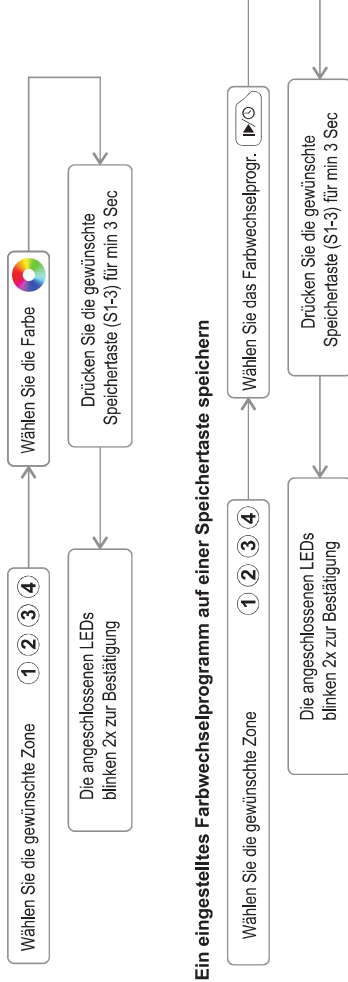 Wählen Sie die gewünschte Zone 1 2 3 4
Wählen Sie die Farbe
Drücken Sie die gewünschte
Speichertaste (S1-3) für min 3 Sec
Die angeschlossenen LEDs
blinken 2x zur Bestätigung
Ein eingestelltes Farbwechselprogramm auf einer Speichertaste speichern
Wählen Sie die gewünschte Zone 1 2 3 4
Wählen Sie das Farbwechselprogr.
Drücken Sie die gewünschte
Speichertaste (S1-3) für min 3 Sec
Die angeschlossenen LEDs
blinken 2x zur Bestätigung